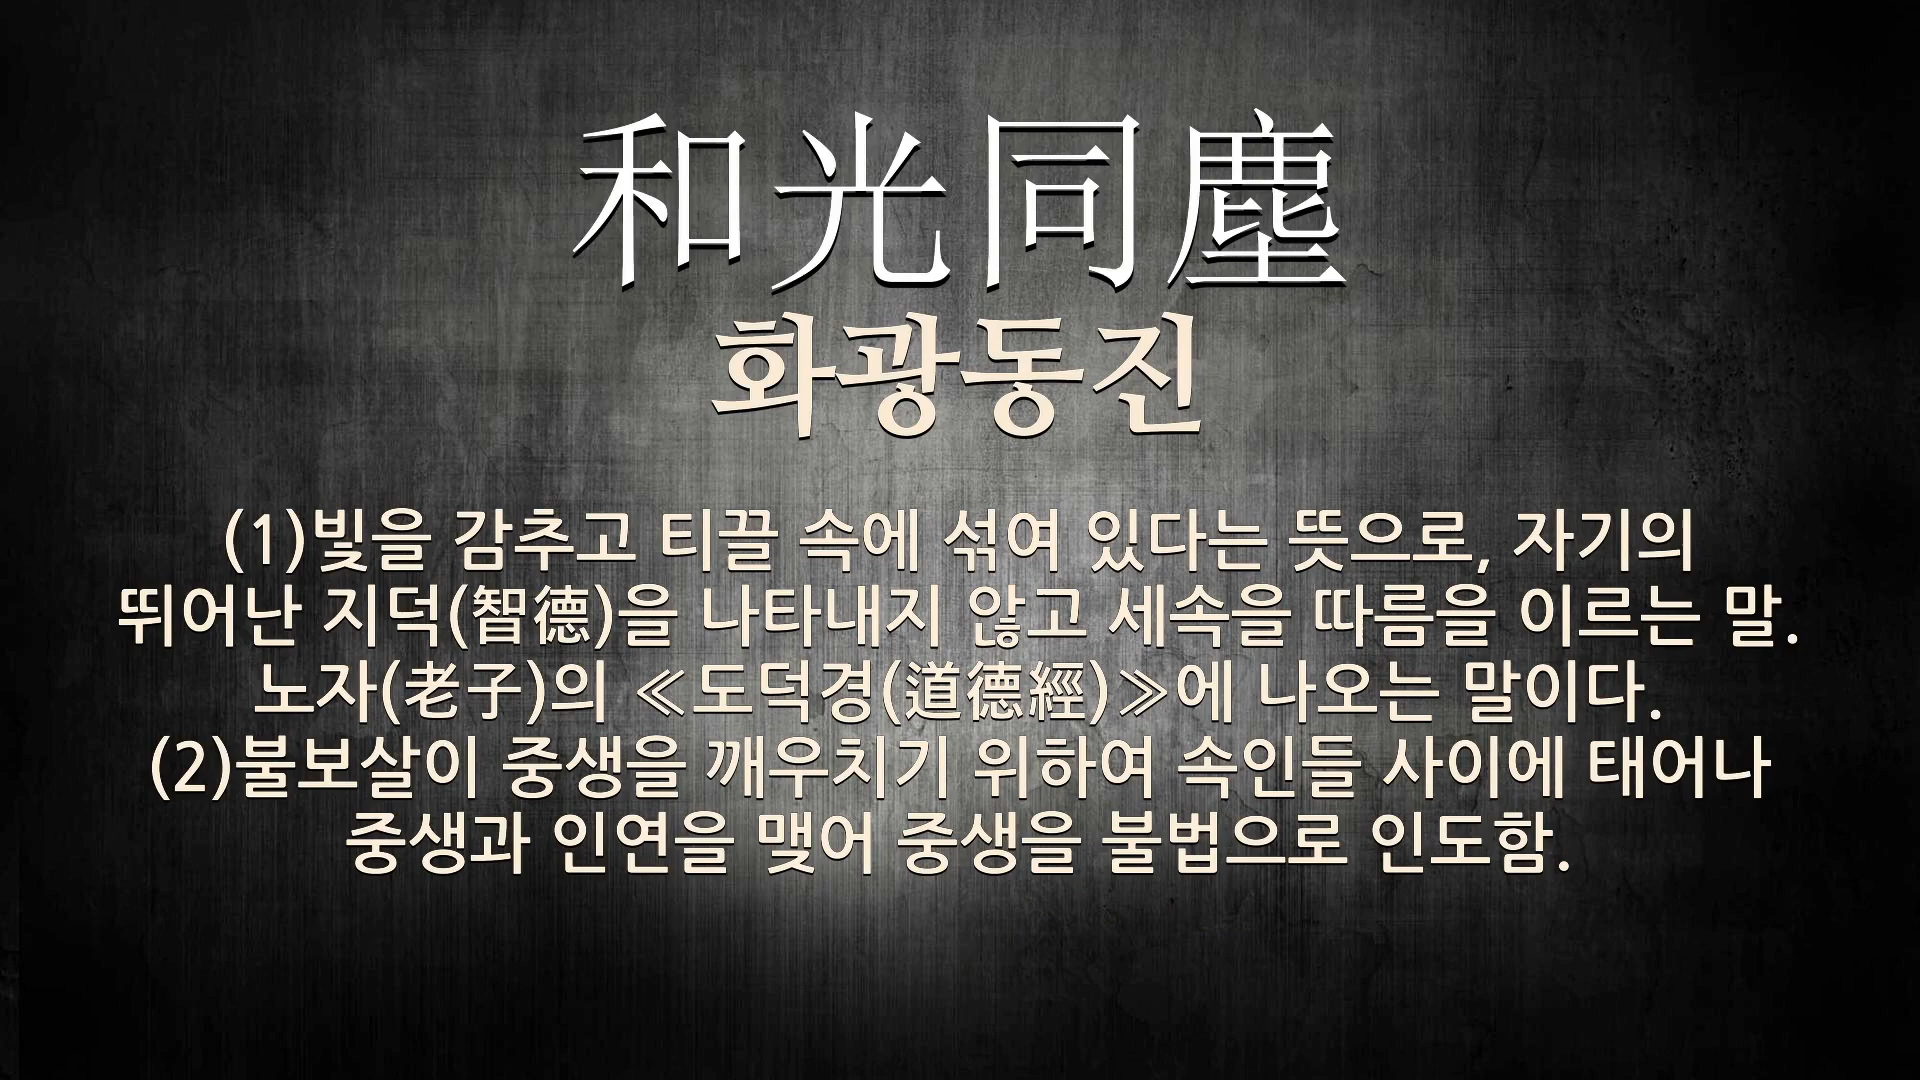 和光同塵
화광동진
(1)빛을 감추고 티끌 속에 섞여 있다는 뜻으로, 자기의
뛰어난 지덕(智德)을 나타내지 않고 세속을 따름을 이르는 말.
노자(老子)의 ≪도덕경(道德經)≫에 나오는 말이다.
(2)불보살이 중생을 깨우치기 위하여 속인들 사이에 태어나
중생과 인연을 맺어 중생을 불법으로 인도함.